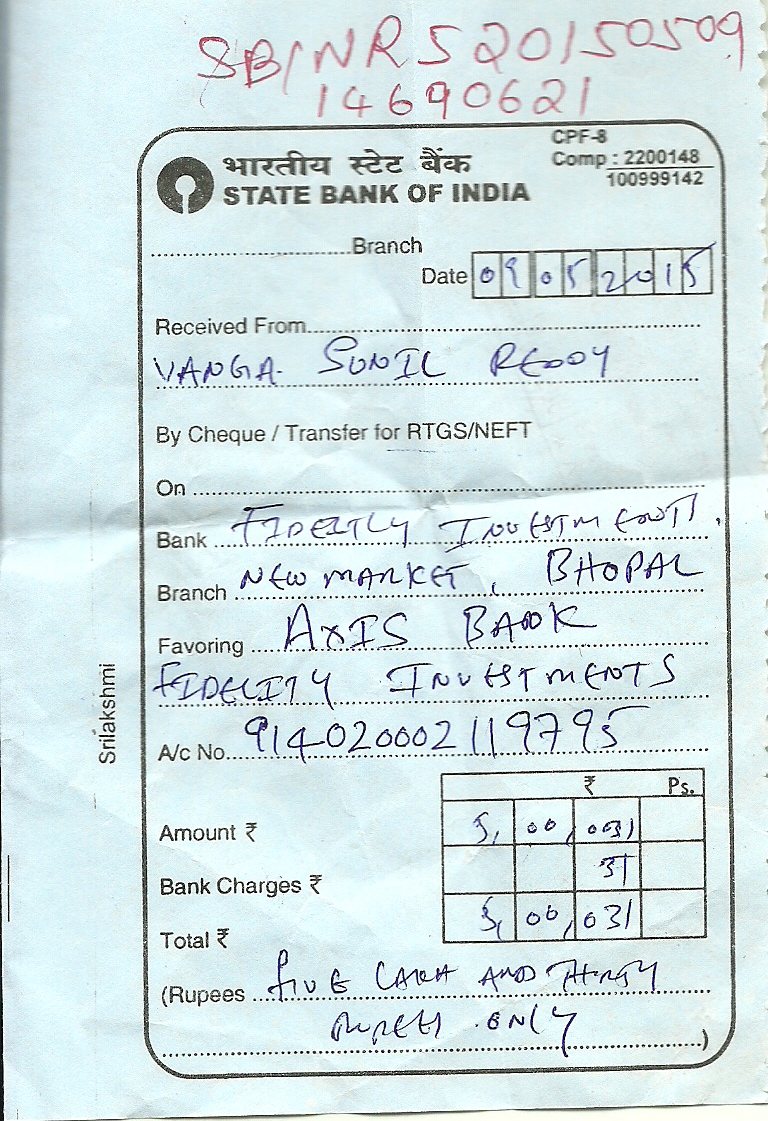 SBINR520150509
14690621
CPF-8
Comp : 2200148
100999142
भारतीय स्टेट बैंक
STATE BANK OF INDIA
..............................Branch
Date 09 05 2015
Received From
VANGA SUNIL REDDY
By Cheque / Transfer for RTGS/NEFT
On
Bank FIDELITY INVESTMENT.
Branch NEW MARKET, BHOPAL
Favoring AXIS BANK
FIDELITY INVESTMENTS
A/c No. 914020002119795
₹ Ps.
Amount ₹ 5,00,031
Bank Charges ₹ 31
Total ₹ 5,00,031
(Rupees FIVE LAKH AND THIRTY
RUPEES ONLY
)
Srilakshmi